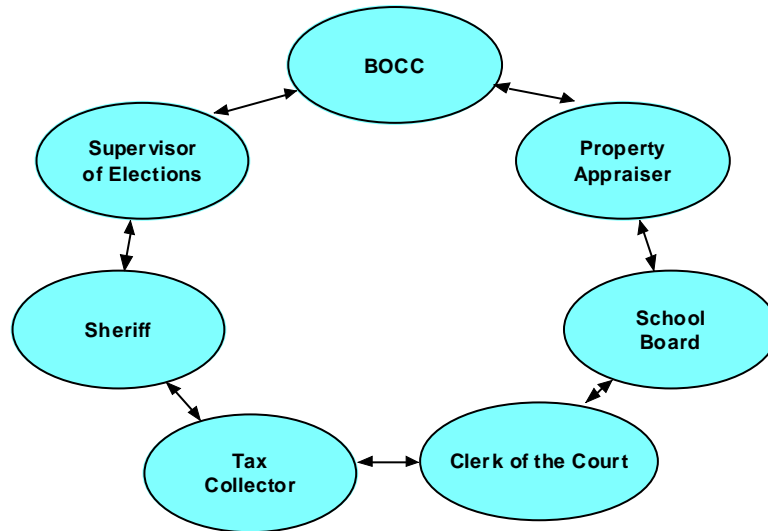 BOCC
Supervisor
of Elections
Property
Appraiser
Sheriff
School
Board
Tax
Collector
Clerk of the Court